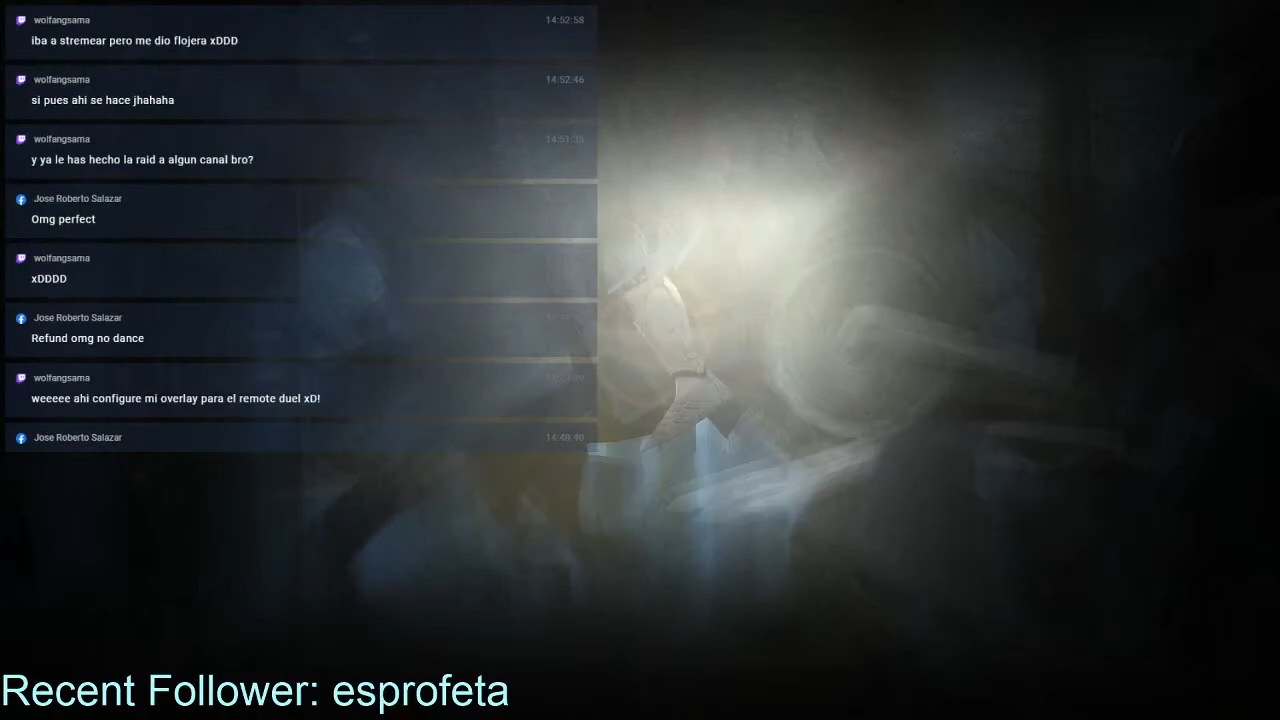 wolfangsama 14:52:58
iba a stremear pero me dio flojera xDDD
wolfangsama 14:52:46
si pues ahi se hace jhahaha
wolfangsama
y ya le has hecho la raid a algun canal bro?
Jose Roberto Salazar
Omg perfect
wolfangsama
xDDDD
Jose Roberto Salazar
Refund omg no dance
wolfangsama
weeeee ahi configure mi overlay para el remote duel xD!
Jose Roberto Salazar 14:48:40
Recent Follower: esprofeta